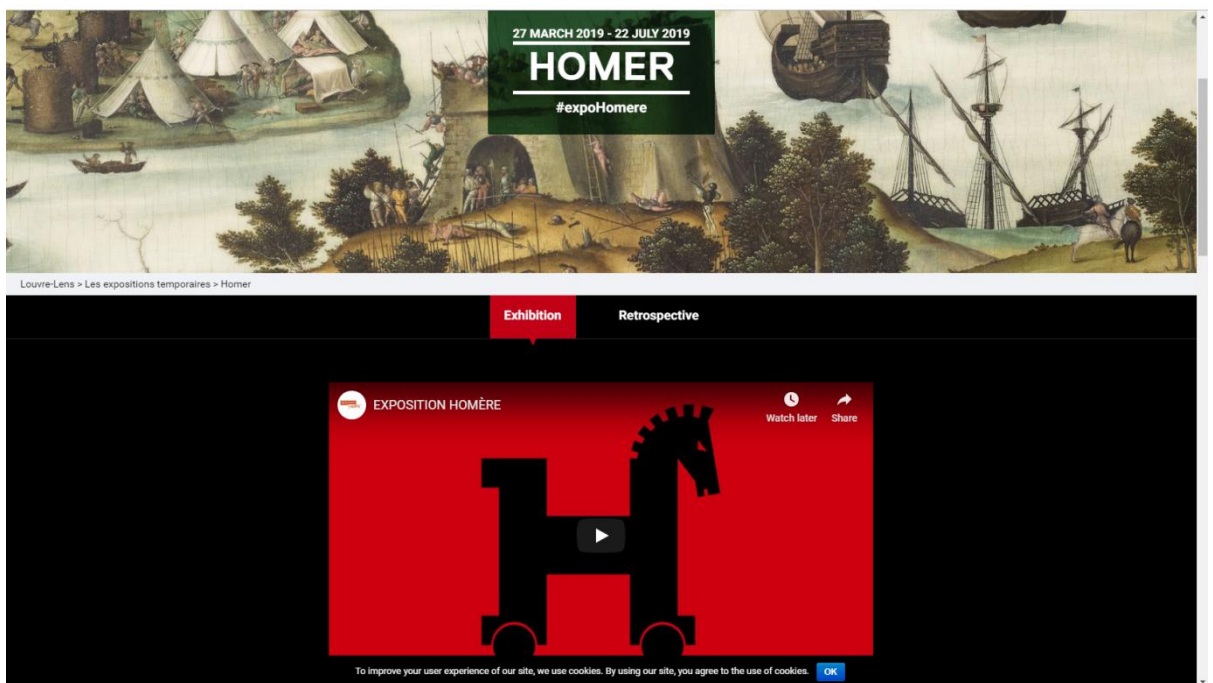 27 MARCH 2019 - 22 JULY 2019
HOMER
#expoHomere
Louvre-Lens > Les expositions temporaires > Homer
Exhibition
Retrospective
EXPOSITION HOMÈRE
Watch later
Share
To improve your user experience of our site, we use cookies. By using our site, you agree to the use of cookies.
OK